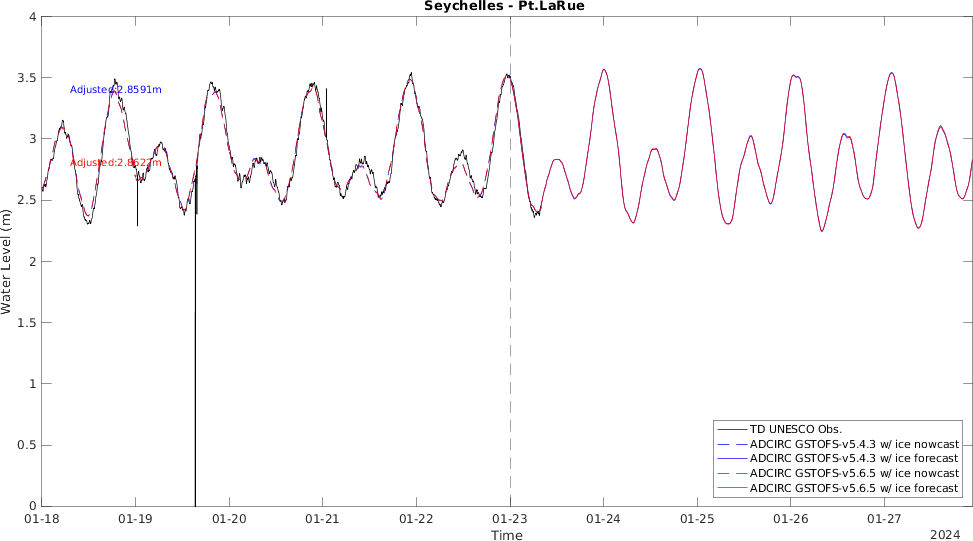 Seychelles - Pt.LaRue
4
3.5
3
2.5
2
1.5
1
0.5
0
Water Level (m)
Adjusted:2.8591m
Adjusted:2.8622m
TD UNESCO Obs.
ADCIRC GSTOFS-v5.4.3 w/ ice nowcast
ADCIRC GSTOFS-v5.4.3 w/ ice forecast
ADCIRC GSTOFS-v5.6.5 w/ ice nowcast
ADCIRC GSTOFS-v5.6.5 w/ ice forecast
01-18 01-19 01-20 01-21 01-22 01-23 01-24 01-25 01-26 01-27
Time
2024